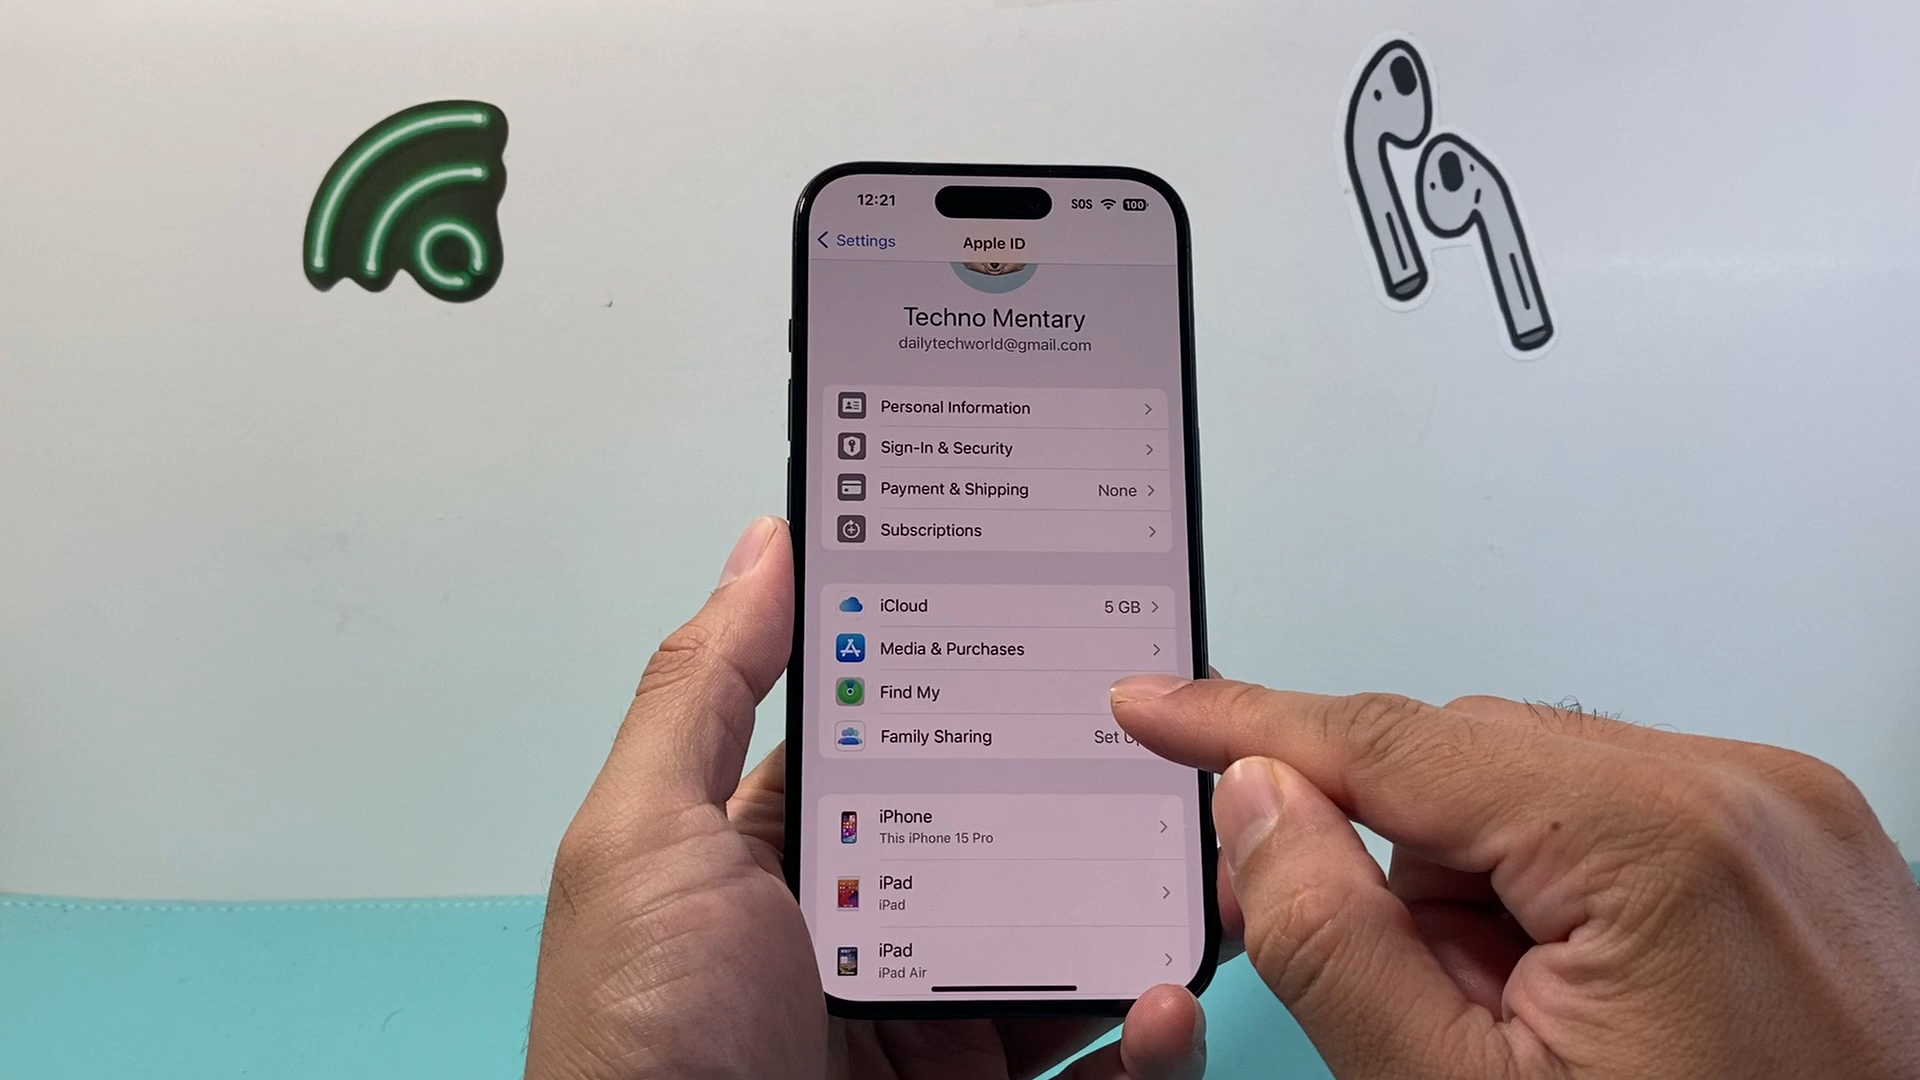 12:21
SOS
100
Settings
Apple ID
Techno Mentary
dailytechworld@gmail.com
Personal Information
Sign-In & Security
Payment & Shipping None
Subscriptions
iCloud 5 GB
Media & Purchases
Find My
Family Sharing Set
iPhone
This iPhone 15 Pro
iPad
iPad
iPad
iPad Air